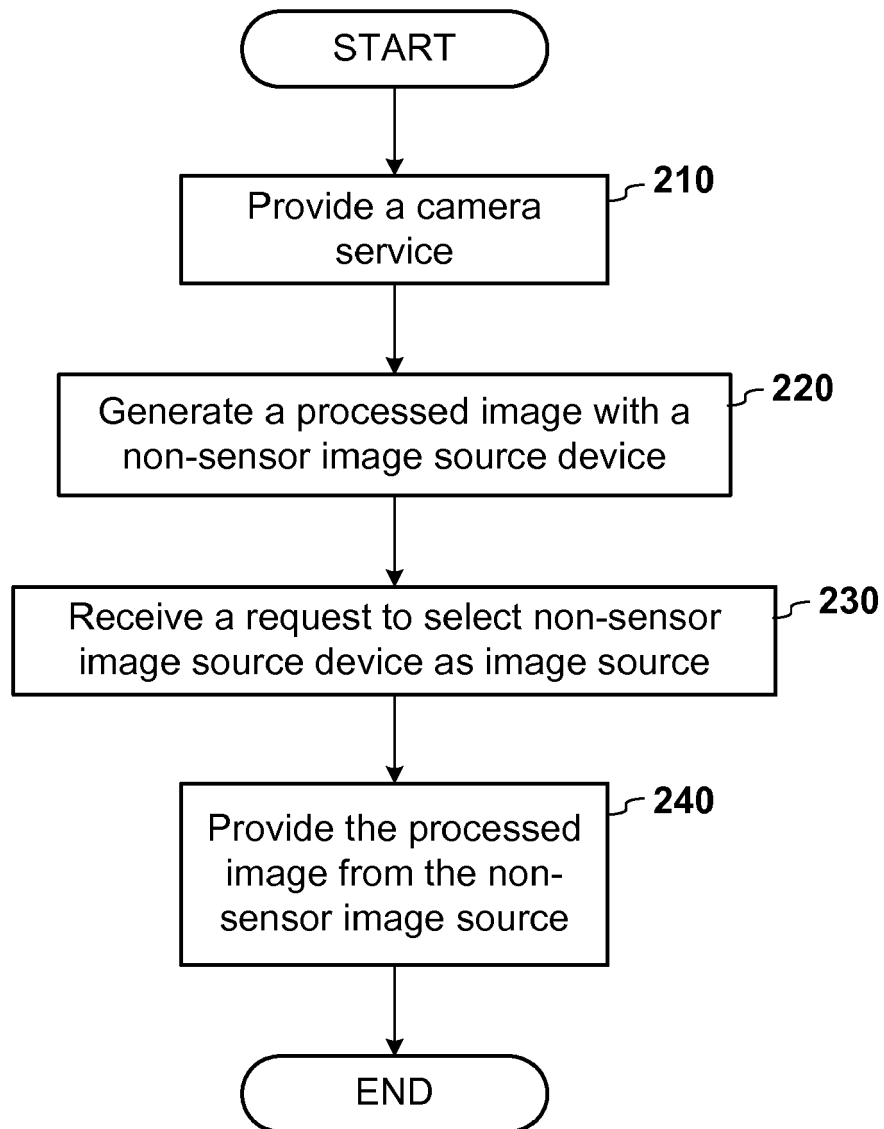 START
210
Provide a camera
service
220
Generate a processed image with a
non-sensor image source device
230
Receive a request to select non-sensor
image source device as image source
240
Provide the processed
image from the non-
sensor image source
END